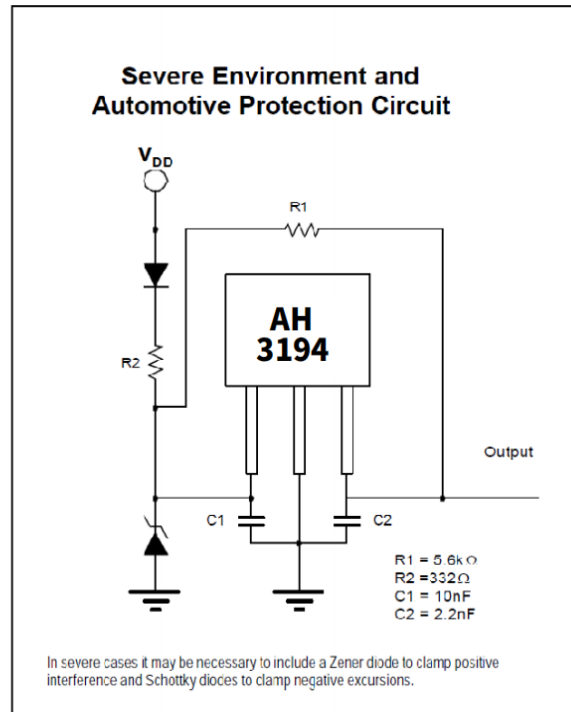 Severe Environment and
Automotive Protection Circuit
VDD
R1
AH
3194
R2
Output
C1
C2
R1 = 5.6kΩ
R2 =332Ω
C1 = 10nF
C2 = 2.2nF
In severe cases it may be necessary to include a Zener diode to clamp positive
interference and Schottky diodes to clamp negative excursions.